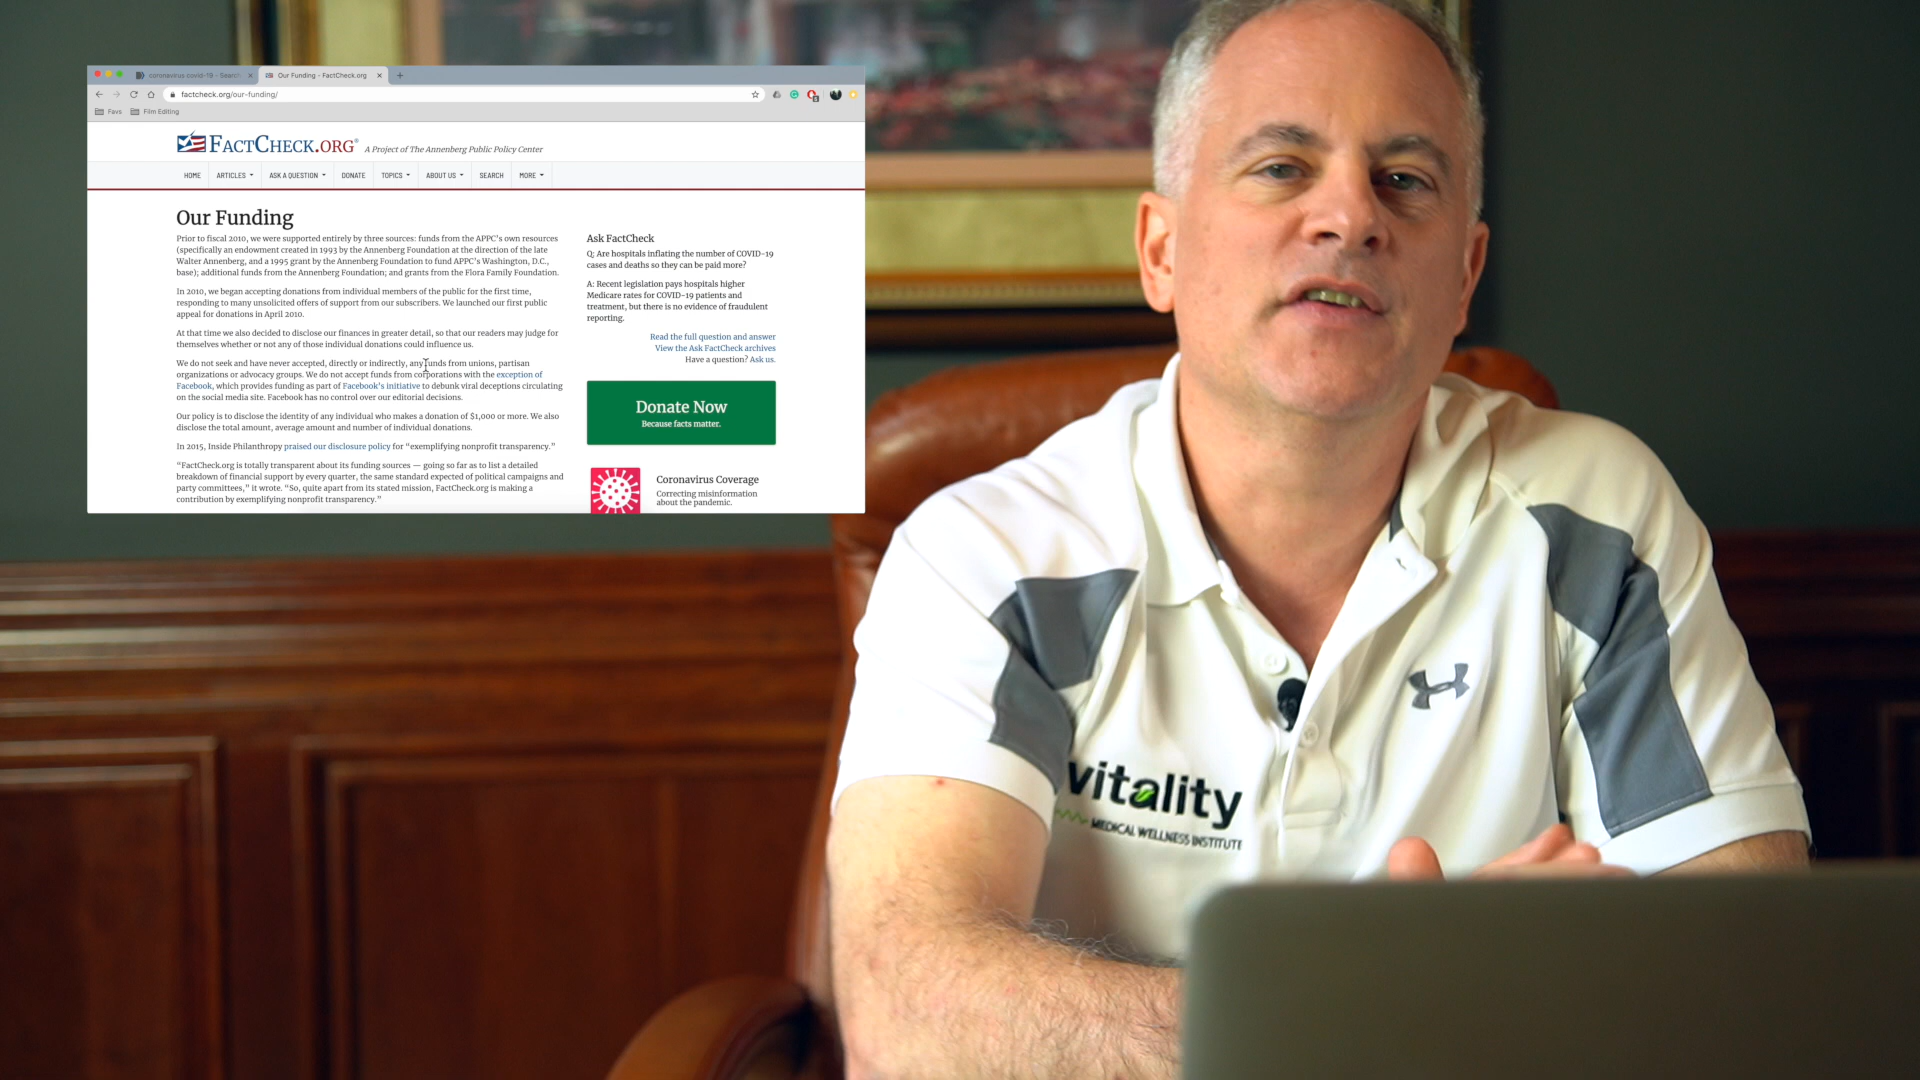 coronavirus covid-19 - Search
Our Funding - FactCheck.org
factcheck.org/our-funding/
Favs
Film Editing
FACTCHECK.ORG® A Project of The Annenberg Public Policy Center
HOME ARTICLES ASK A QUESTION DONATE TOPICS ABOUT US SEARCH MORE
Our Funding
Prior to fiscal 2010, we were supported entirely by three sources: funds from the APPC's own resources
(specifically an endowment created in 1993 by the Annenberg Foundation at the direction of the late
Walter Annenberg, and a 1995 grant by the Annenberg Foundation to fund APPC's Washington, D.C.,
base); additional funds from the Annenberg Foundation; and grants from the Flora Family Foundation.
In 2010, we began accepting donations from individual members of the public for the first time,
responding to many unsolicited offers of support from our subscribers. We launched our first public
appeal for donations in April 2010.
At that time we also decided to disclose our finances in greater detail, so that our readers may judge for
themselves whether or not any of those individual donations could influence us.
We do not seek and have never accepted, directly or indirectly, any funds from unions, partisan
organizations or advocacy groups. We do not accept funds from corporations with the exception of
Facebook, which provides funding as part of Facebook's initiative to debunk viral deceptions circulating
on the social media site. Facebook has no control over our editorial decisions.
Our policy is to disclose the identity of any individual who makes a donation of $1,000 or more. We also
disclose the total amount, average amount and number of individual donations.
In 2015, Inside Philanthropy praised our disclosure policy for “exemplifying nonprofit transparency.”
“FactCheck.org is totally transparent about its funding sources — going so far as to list a detailed
breakdown of financial support by every quarter, the same standard expected of political campaigns and
party committees,” it wrote. “So, quite apart from its stated mission, FactCheck.org is making a
contribution by exemplifying nonprofit transparency.”
Ask FactCheck
Q: Are hospitals inflating the number of COVID-19
cases and deaths so they can be paid more?
A: Recent legislation pays hospitals higher
Medicare rates for COVID-19 patients and
treatment, but there is no evidence of fraudulent
reporting.
Read the full question and answer
View the Ask FactCheck archives
Have a question? Ask us.
Donate Now
Because facts matter.
Coronavirus Coverage
Correcting misinformation
about the pandemic.
vitality
MEDICAL WELLNESS INSTITUTE